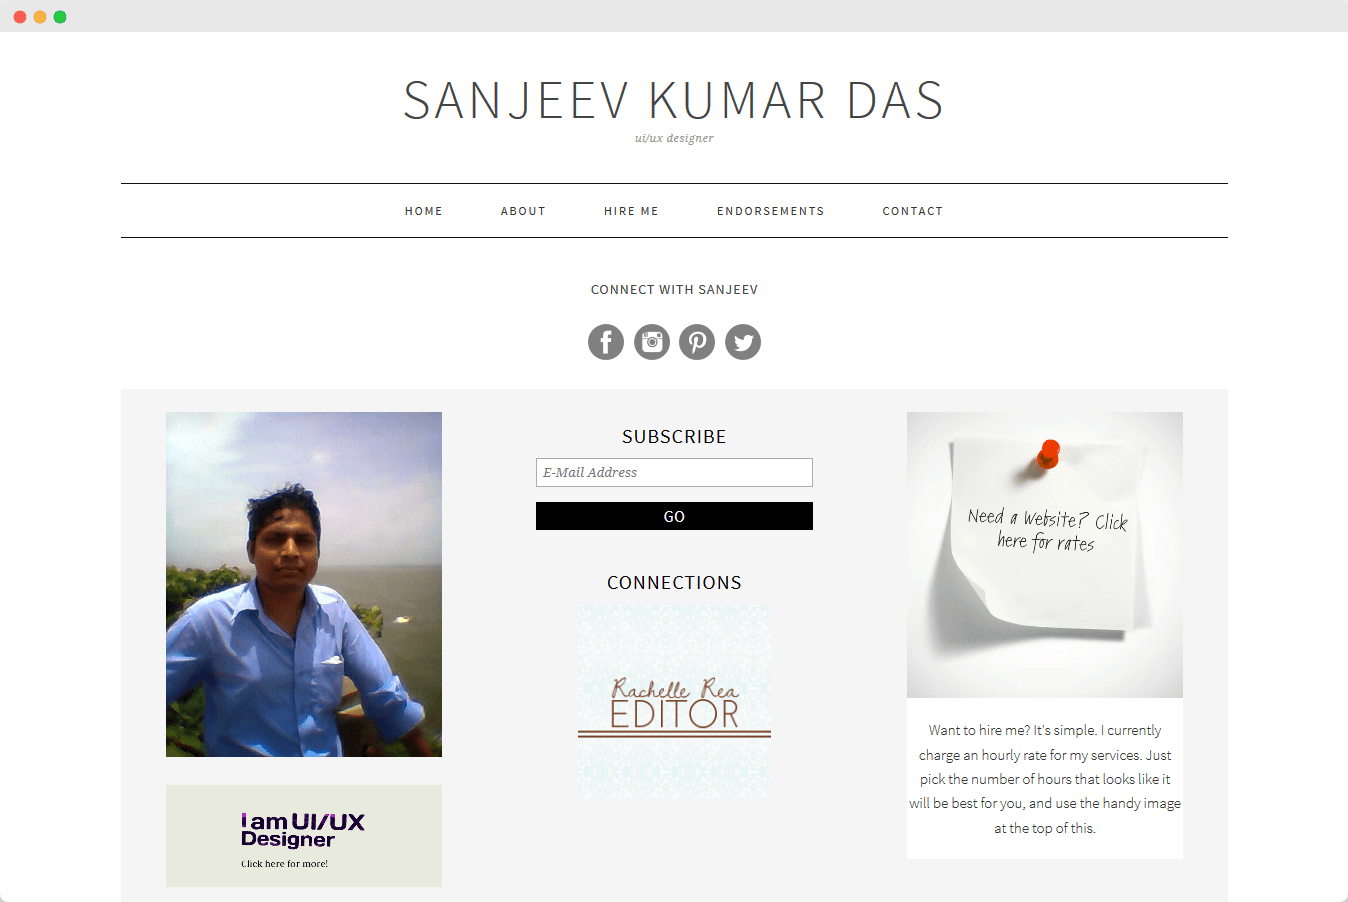 SANJEEV KUMAR DAS
ui/ux designer
HOME ABOUT HIRE ME ENDORSEMENTS CONTACT
CONNECT WITH SANJEEV
I am UI/UX
Designer
Click here for more!
SUBSCRIBE
E-Mail Address
GO
CONNECTIONS
Rachelle Rea
EDITOR
Need a Website? Click
here for rates
Want to hire me? It's simple. I currently
charge an hourly rate for my services. Just
pick the number of hours that looks like it
will be best for you, and use the handy image
at the top of this.